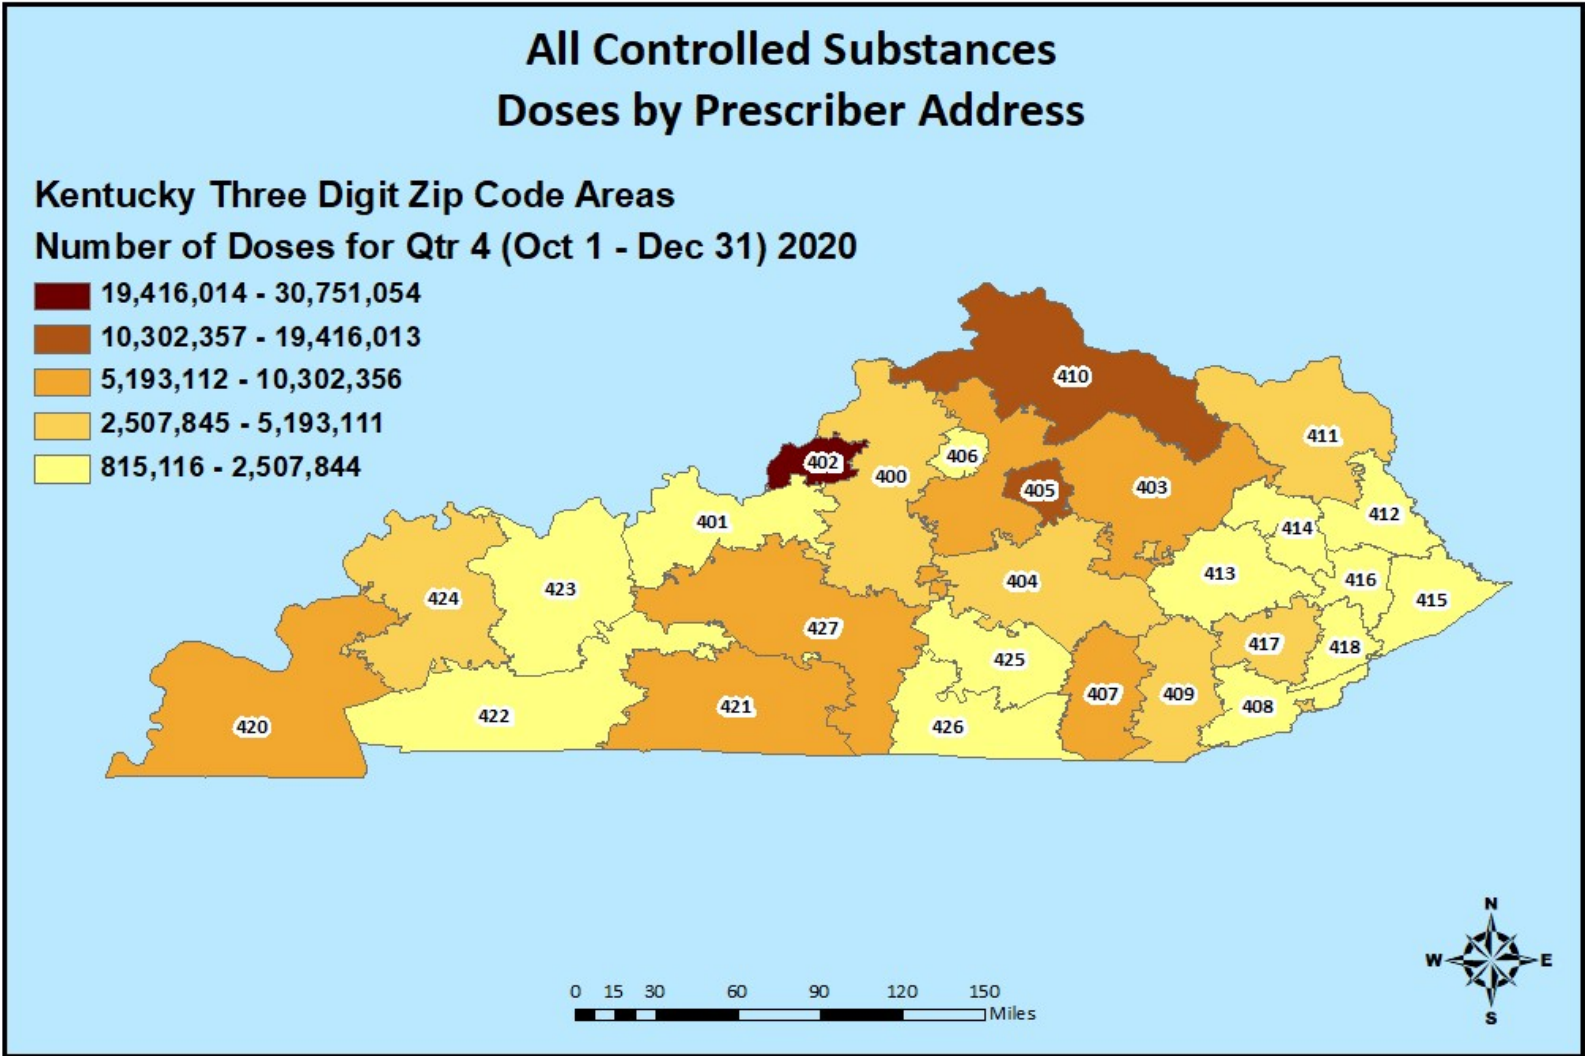 All Controlled Substances
Doses by Prescriber Address
Kentucky Three Digit Zip Code Areas
Number of Doses for Qtr 4 (Oct 1 - Dec 31) 2020
19,416,014 - 30,751,054
10,302,357 - 19,416,013
5,193,112 - 10,302,356
2,507,845 - 5,193,111
815,116 - 2,507,844
410
411
402
406
400
405
403
401
414
412
423
424
404
413
416
415
427
425
417
418
420
422
421
426
407
409
408
N
W E
S
0 15 30 60 90 120 150
Miles